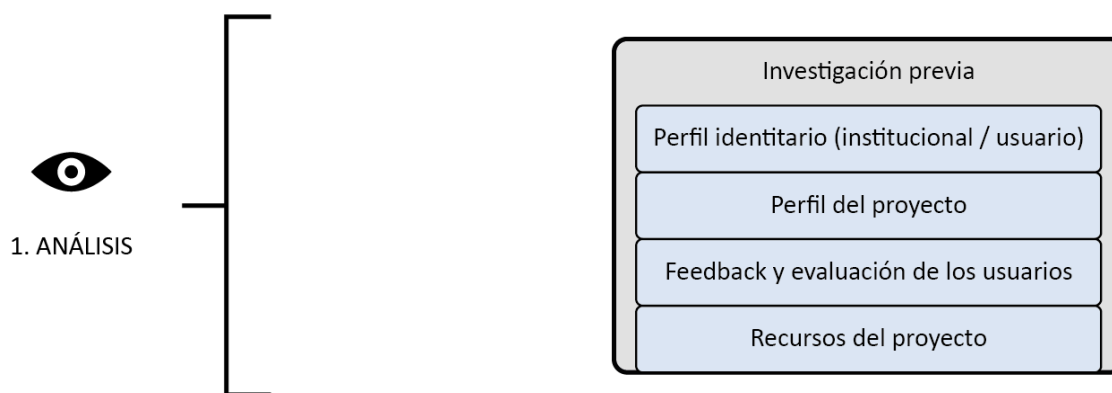 1. ANÁLISIS
Investigación previa
Perfil identitario (institucional / usuario)
Perfil del proyecto
Feedback y evaluación de los usuarios
Recursos del proyecto